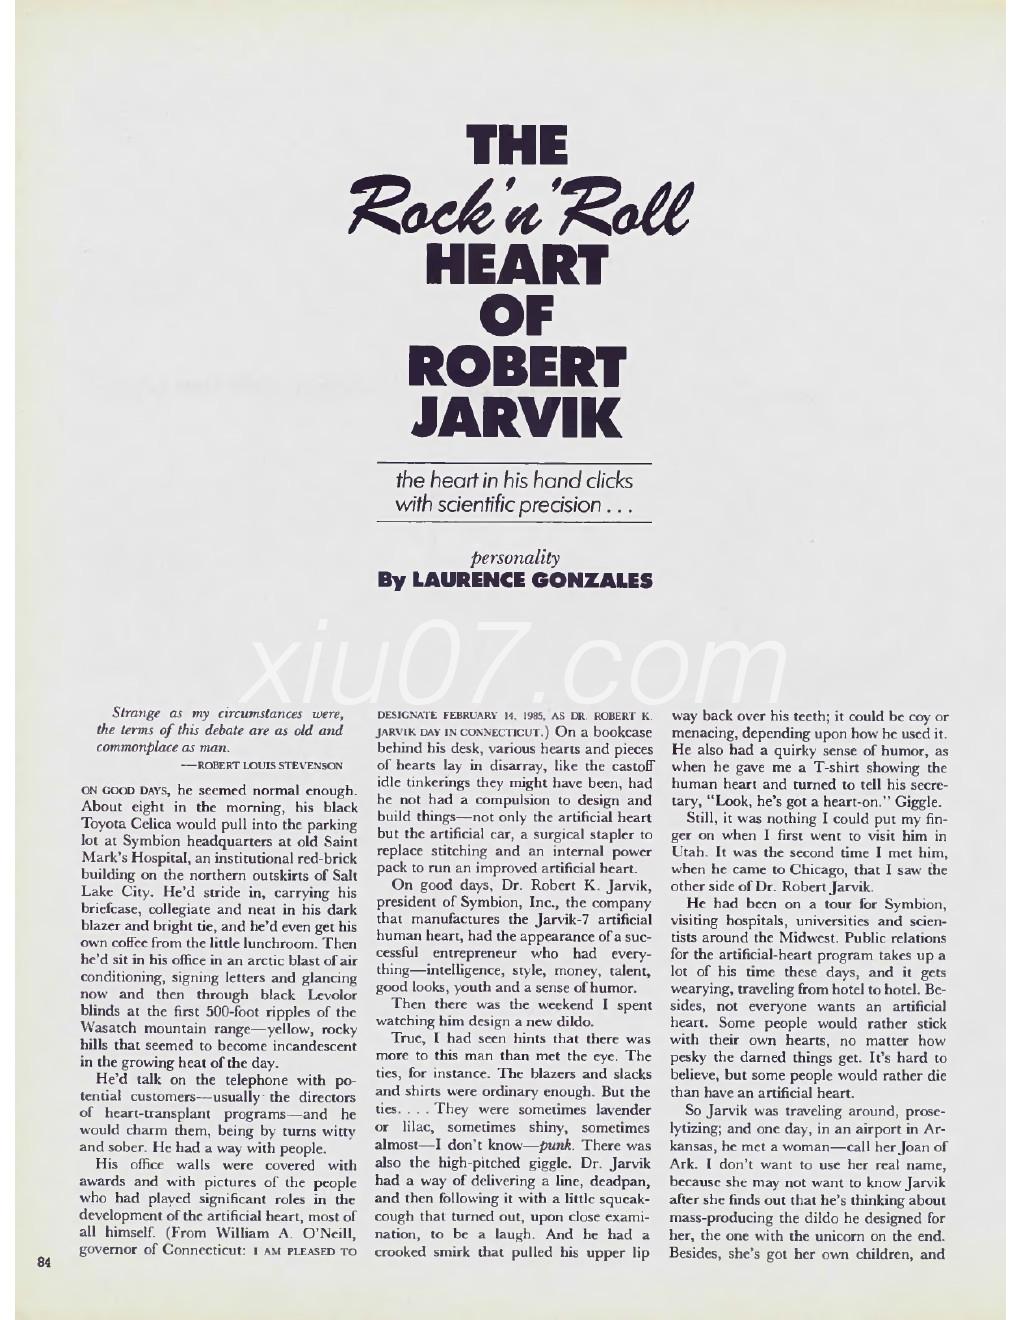 THE
Rock 'n' Roll
HEART
OF
ROBERT
JARVIK
the heart in his hand clicks
with scientific precision . . .
personality
By LAURENCE GONZALES
xiu07.com
Strange as my circumstances were,
the terms of this debate are as old and
commonplace as man.
—ROBERT LOUIS STEVENSON
ON GOOD DAYS, he seemed normal enough.
About eight in the morning, his black
Toyota Celica would pull into the parking
lot at Symbion headquarters at old Saint
Mark's Hospital, an institutional red-brick
building on the northern outskirts of Salt
Lake City. He'd stride in, carrying his
briefcase, collegiate and neat in his dark
blazer and bright tie, and he'd even get his
own coffee from the little lunchroom. Then
he'd sit in his office in an arctic blast of air
conditioning, signing letters and glancing
now and then through black Levolor
blinds at the first 500-foot ripples of the
Wasatch mountain range—yellow, rocky
hills that seemed to become incandescent
in the growing heat of the day.
He'd talk on the telephone with po-
tential customers—usually the directors
of heart-transplant programs—and he
would charm them, being by turns witty
and sober. He had a way with people.
His office walls were covered with
awards and with pictures of the people
who had played significant roles in the
development of the artificial heart, most of
all himself. (From William A. O'Neill,
governor of Connecticut: I AM PLEASED TO
DESIGNATE FEBRUARY 14, 1985, AS DR. ROBERT K.
JARVIK DAY IN CONNECTICUT.) On a bookcase
behind his desk, various hearts and pieces
of hearts lay in disarray, like the castoff
idle tinkerings they might have been, had
he not had a compulsion to design and
build things—not only the artificial heart
but the artificial ear, a surgical stapler to
replace stitching and an internal power
pack to run an improved artificial heart.
On good days, Dr. Robert K. Jarvik,
president of Symbion, Inc., the company
that manufactures the Jarvik-7 artificial
human heart, had the appearance of a suc-
cessful entrepreneur who had every-
thing—intelligence, style, money, talent,
good looks, youth and a sense of humor.
Then there was the weekend I spent
watching him design a new dildo.
True, I had seen hints that there was
more to this man than met the eye. The
ties, for instance. The blazers and slacks
and shirts were ordinary enough. But the
ties. . . . They were sometimes lavender
or lilac, sometimes shiny, sometimes
almost—I don't know—punk. There was
also the high-pitched giggle. Dr. Jarvik
had a way of delivering a line, deadpan,
and then following it with a little squeak-
cough that turned out, upon close exami-
nation, to be a laugh. And he had a
crooked smirk that pulled his upper lip
way back over his teeth; it could be coy or
menacing, depending upon how he used it.
He also had a quirky sense of humor, as
when he gave me a T-shirt showing the
human heart and turned to tell his secre-
tary, "Look, he's got a heart-on." Giggle.
Still, it was nothing I could put my fin-
ger on when I first went to visit him in
Utah. It was the second time I met him,
when he came to Chicago, that I saw the
other side of Dr. Robert Jarvik.
He had been on a tour for Symbion,
visiting hospitals, universities and scien-
tists around the Midwest. Public relations
for the artificial-heart program takes up a
lot of his time these days, and it gets
wearying, traveling from hotel to hotel. Be-
sides, not everyone wants an artificial
heart. Some people would rather stick
with their own hearts, no matter how
pesky the darned things get. It's hard to
believe, but some people would rather die
than have an artificial heart.
So Jarvik was traveling around, prose-
lytizing; and one day, in an airport in Ar-
kansas, he met a woman—call her Joan of
Ark. I don't want to use her real name,
because she may not want to know Jarvik
after she finds out that he's thinking about
mass-producing the dildo he designed for
her, the one with the unicorn on the end.
Besides, she's got her own children, and
84